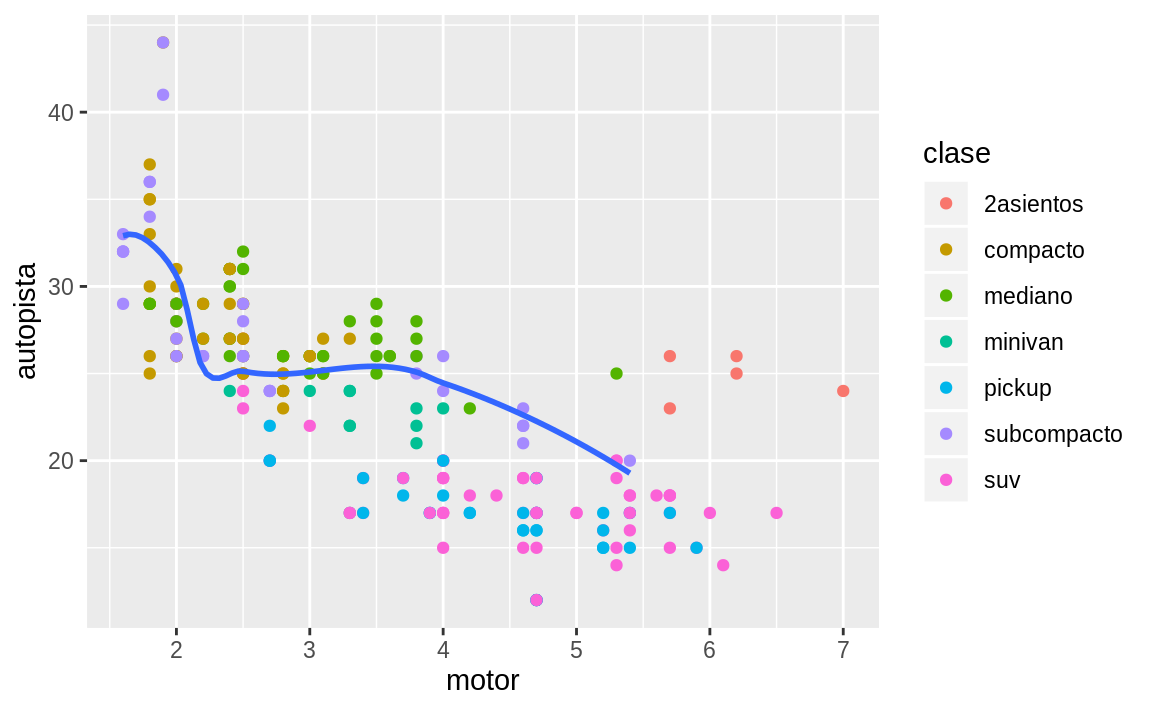 autopista
40
30
20
2 3 4 5 6 7
motor
clase
2asientos
compacto
mediano
minivan
pickup
subcompacto
suv